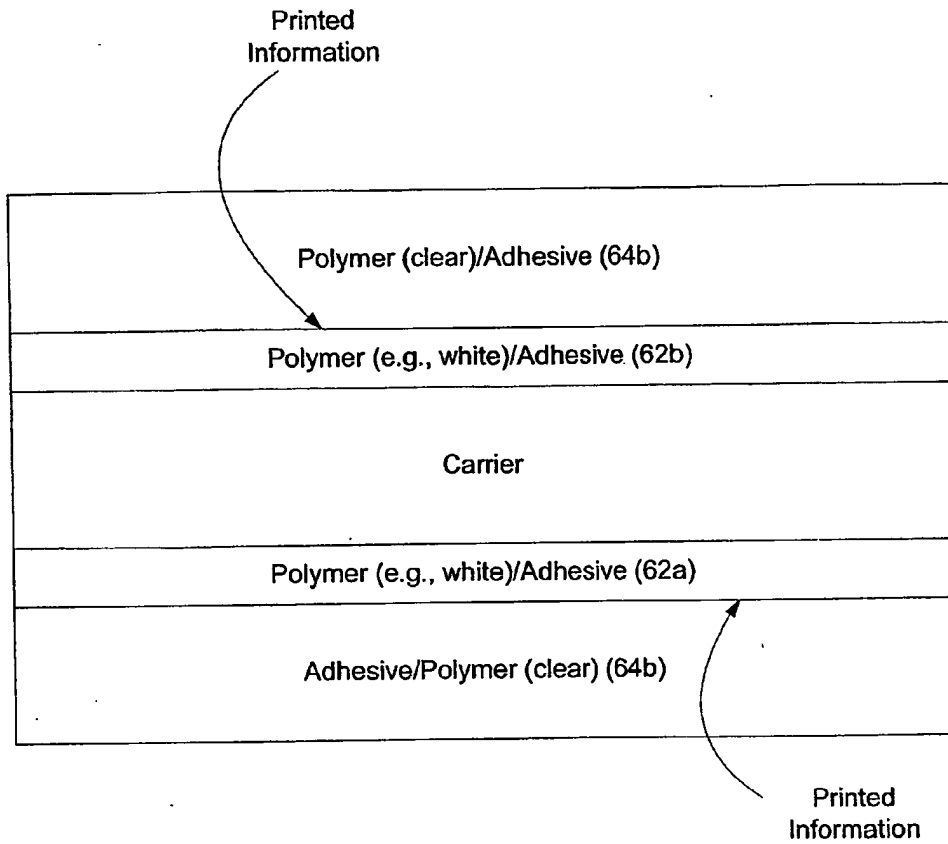 Printed
Information
Polymer (clear)/Adhesive (64b)
Polymer (e.g., white)/Adhesive (62b)
Carrier
Polymer (e.g., white)/Adhesive (62a)
Adhesive/Polymer (clear) (64b)
Printed
Information